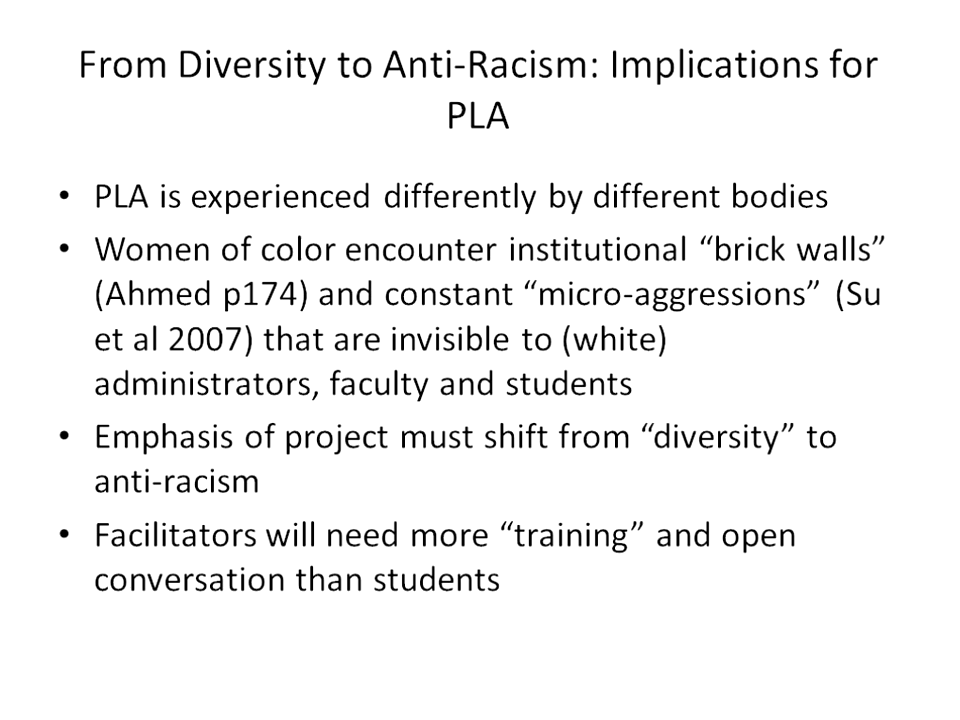 From Diversity to Anti-Racism: Implications for
PLA
• PLA is experienced differently by different bodies
• Women of color encounter institutional “brick walls”
(Ahmed p174) and constant “micro-aggressions” (Su
et al 2007) that are invisible to (white)
administrators, faculty and students
• Emphasis of project must shift from “diversity” to
anti-racism
• Facilitators will need more “training” and open
conversation than students